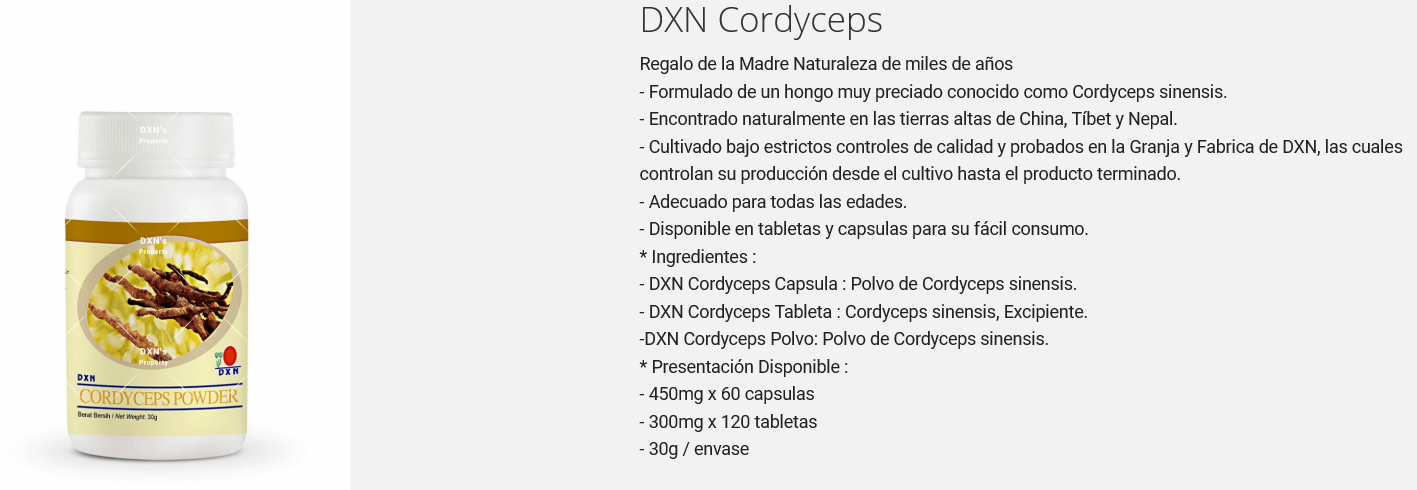 DXN Cordyceps
Regalo de la Madre Naturaleza de miles de años
- Formulado de un hongo muy preciado conocido como Cordyceps sinensis.
- Encontrado naturalmente en las tierras altas de China, Tíbet y Nepal.
- Cultivado bajo estrictos controles de calidad y probados en la Granja y Fabrica de DXN, las cuales
controlan su producción desde el cultivo hasta el producto terminado.
- Adecuado para todas las edades.
- Disponible en tabletas y capsulas para su fácil consumo.
* Ingredientes :
- DXN Cordyceps Capsula : Polvo de Cordyceps sinensis.
- DXN Cordyceps Tableta : Cordyceps sinensis, Excipiente.
-DXN Cordyceps Polvo: Polvo de Cordyceps sinensis.
* Presentación Disponible :
- 450mg x 60 capsulas
- 300mg x 120 tabletas
- 30g / envase
DXN's
Property
DXN's
Property
DXN's
Property
DXN
DXN
CORDYCEPS POWDER
Berat Bersih / Net Weight: 30g